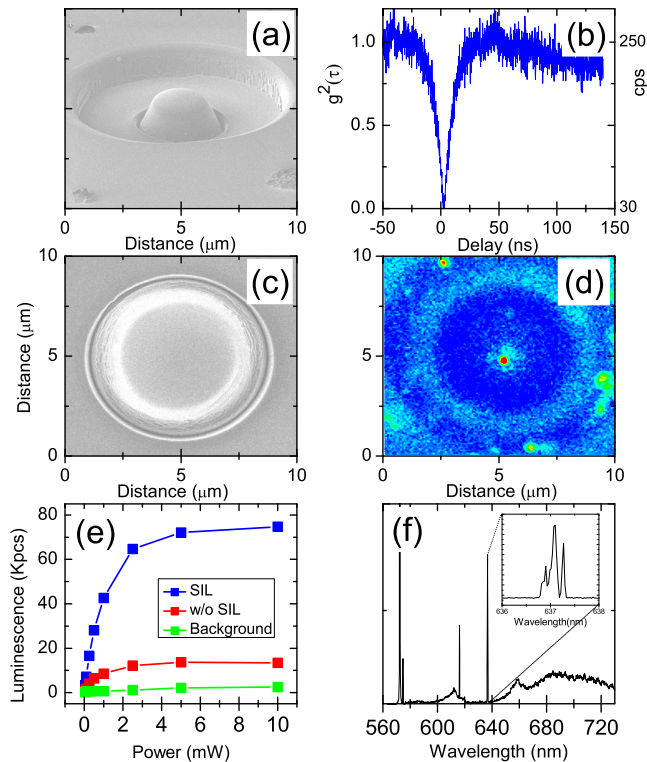 (a)
0 5 10
Distance (μm)
(b)
1.0
0.5
0.0
g²(τ)
250
30
cps
-50 0 50 100 150
Delay (ns)
(c)
10
5
0
Distance (μm)
0 5 10
Distance (μm)
(d)
10
5
0
0 5 10
Distance (μm)
(e)
80
60
40
20
0
Luminescence (Kpcs)
SIL
w/o SIL
Background
0 2 4 6 8 10
Power (mW)
(f)
636 637 638
Wavelength(nm)
560 600 640 680 720
Wavelength (nm)